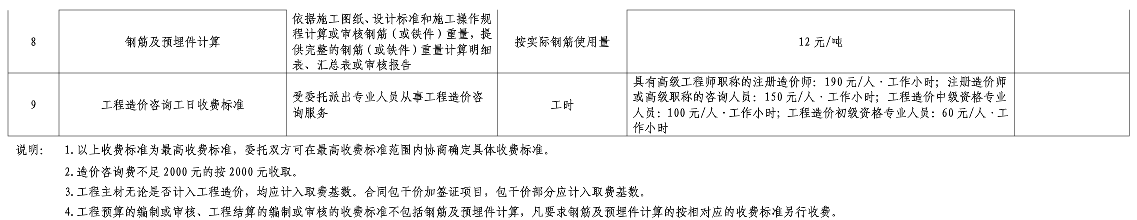 8
钢筋及预埋件计算
依据施工图纸、设计标准和施工操作规
程计算或审核钢筋（或铁件）重量，提
供完整的钢筋（或铁件）重量计算明细
表、汇总表或审核报告
按实际钢筋使用量
12元/吨
9
工程造价咨询工日收费标准
受委托派出专业人员从事工程造价咨
询服务
工时
具有高级工程师职称的注册造价师：190元/人·工作小时；注册造价师
或高级职称的咨询人员：150元/人·工作小时；工程造价中级资格专业
人员：100元/人·工作小时；工程造价初级资格专业人员：60元/人·工
作小时
说明：1.以上收费标准为最高收费标准，委托双方可在最高收费标准范围内协商确定具体收费标准。
2.造价咨询费不足2000元的按2000元收取。
3.工程主材无论是否计入工程造价，均应计入取费基数。合同包干价加签证项目，包干价部分应计入取费基数。
4.工程预算的编制或审核、工程结算的编制或审核的收费标准不包括钢筋及预埋件计算，凡要求钢筋及预埋件计算的按相对应的收费标准另行收费。